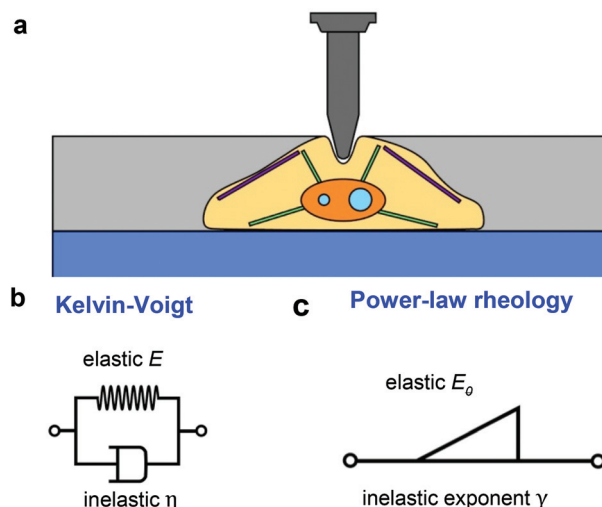 a
b Kelvin-Voigt
c Power-law rheology
elastic E
elastic E₀
inelastic η
inelastic exponent γ